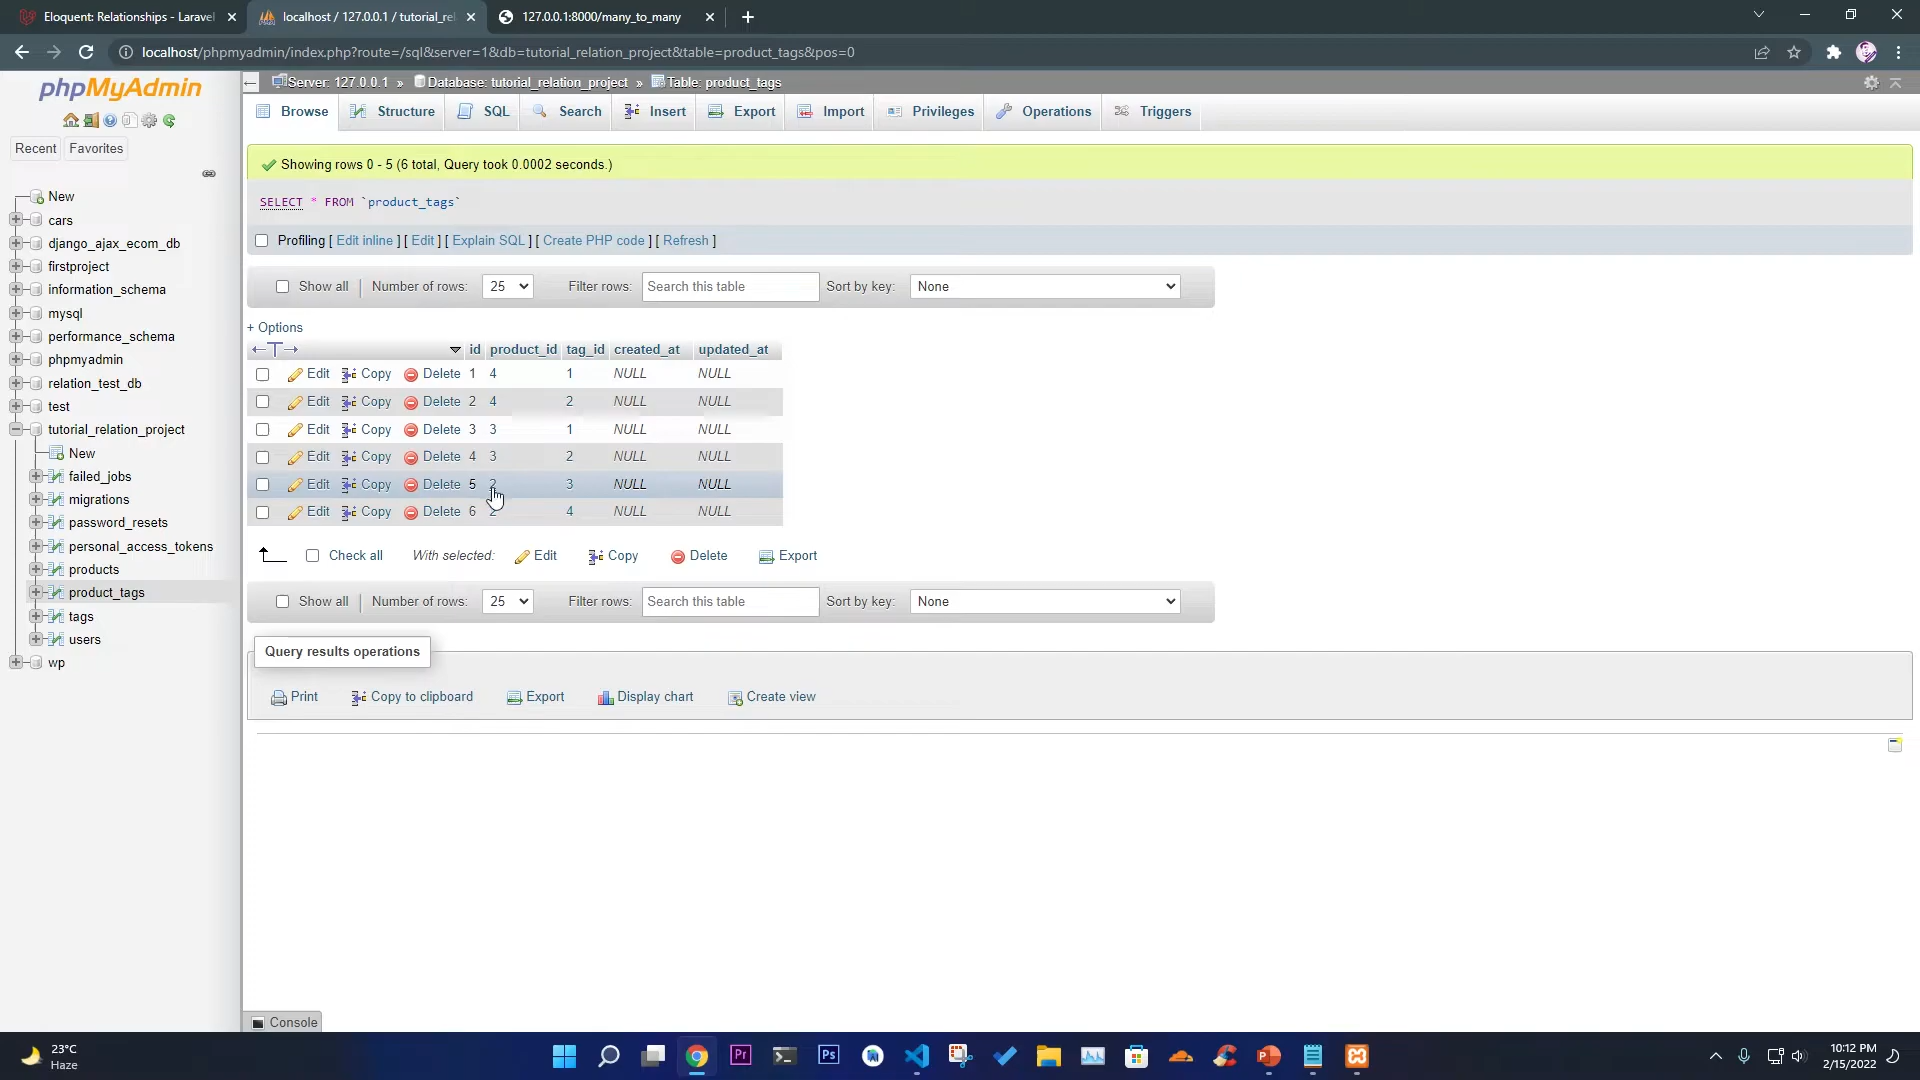 Eloquent: Relationships - Laravel
localhost / 127.0.0.1 / tutorial_rel
127.0.0.1:8000/many_to_many
localhost/phpmyadmin/index.php?route=/sql&server=1&db=tutorial_relation_project&table=product_tags&pos=0
phpMyAdmin
Recent
Favorites
New
cars
django_ajax_ecom_db
firstproject
information_schema
mysql
performance_schema
phpmyadmin
relation_test_db
test
tutorial_relation_project
New
failed_jobs
migrations
password_resets
personal_access_tokens
products
product_tags
tags
users
wp
Server: 127.0.0.1 » Database: tutorial_relation_project » Table: product_tags
Browse Structure SQL Search Insert Export Import Privileges Operations Triggers
Showing rows 0 - 5 (6 total, Query took 0.0002 seconds.)
SELECT * FROM `product_tags`
Profiling [ Edit inline ] [ Edit ] [ Explain SQL ] [ Create PHP code ] [ Refresh ]
Show all | Number of rows: 25 Filter rows: Search this table Sort by key: None
+ Options
←T→ id product_id tag_id created_at updated_at
Edit Copy Delete 1 4 1 NULL NULL
Edit Copy Delete 2 4 2 NULL NULL
Edit Copy Delete 3 3 1 NULL NULL
Edit Copy Delete 4 3 2 NULL NULL
Edit Copy Delete 5 2 3 NULL NULL
Edit Copy Delete 6 2 4 NULL NULL
Check all With selected: Edit Copy Delete Export
Show all | Number of rows: 25 Filter rows: Search this table Sort by key: None
Query results operations
Print Copy to clipboard Export Display chart Create view
Console
23°C
Haze
Pr
Ps
10:12 PM
2/15/2022